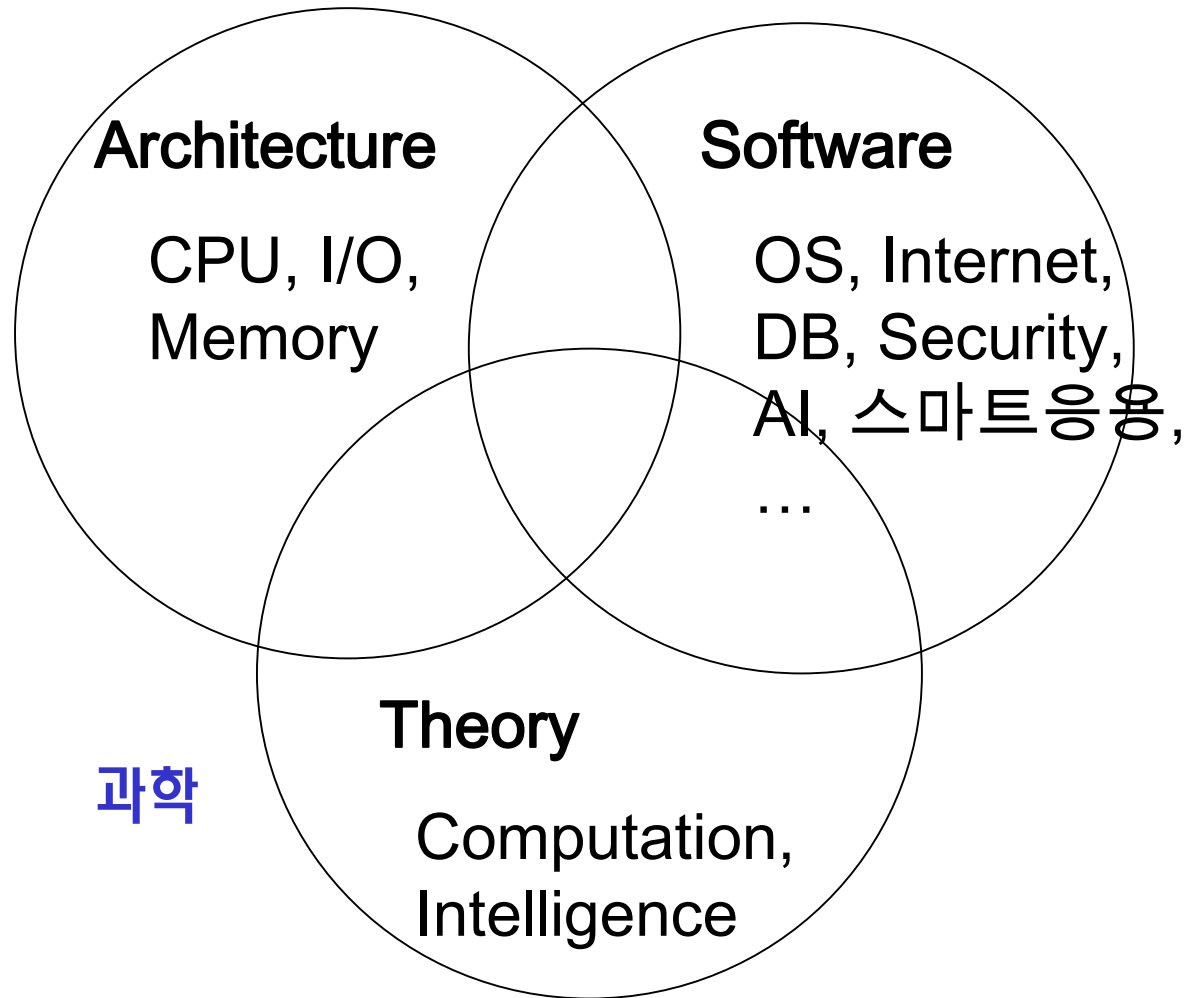 Architecture
CPU, I/O,
Memory
Software
OS, Internet,
DB, Security,
AI, 스마트응용,
…
Theory
Computation,
Intelligence
과학